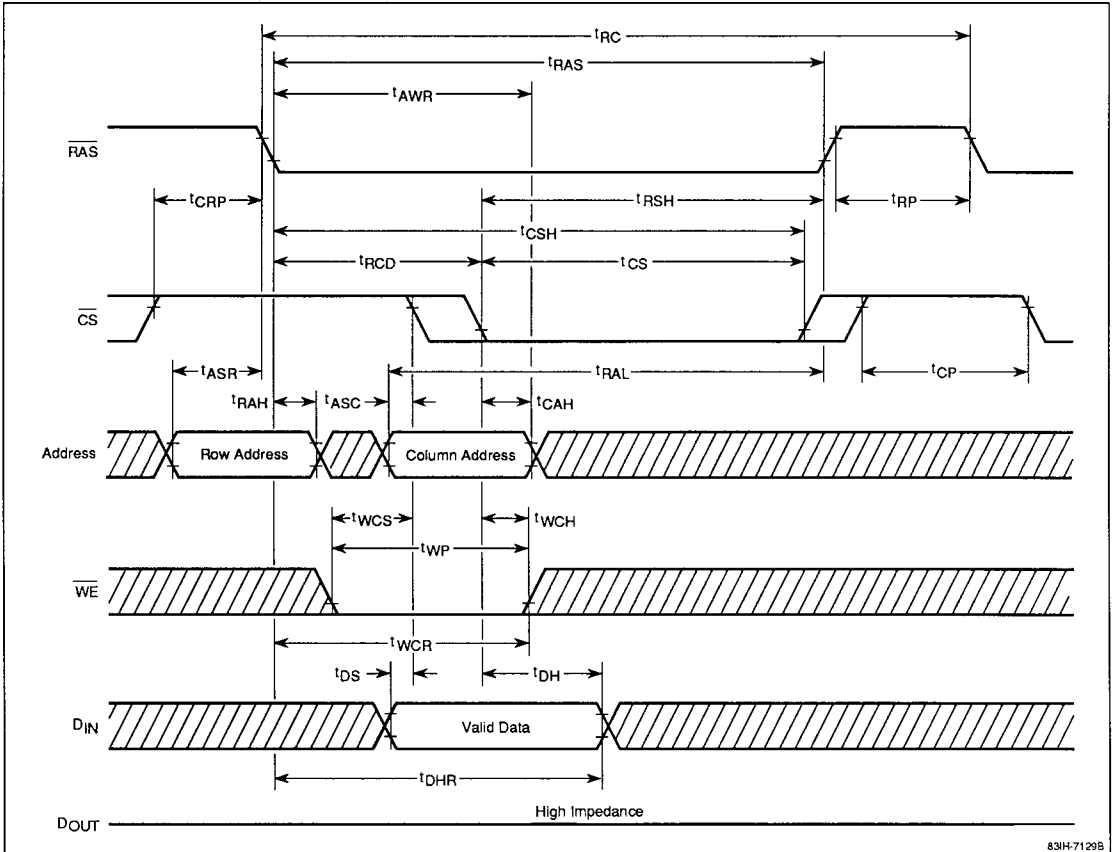 tRC
tRAS
tAWR
RAS
tCRP
tRSH
tRP
tCSH
tRCD
tCS
CS
tASR
tRAL
tCP
tRAH
tASC
tCAH
Address
Row Address
Column Address
tWCS
tWCH
tWP
WE
tWCR
tDS
tDH
DIN
Valid Data
tDHR
High Impedance
DOUT
83IH-7129B